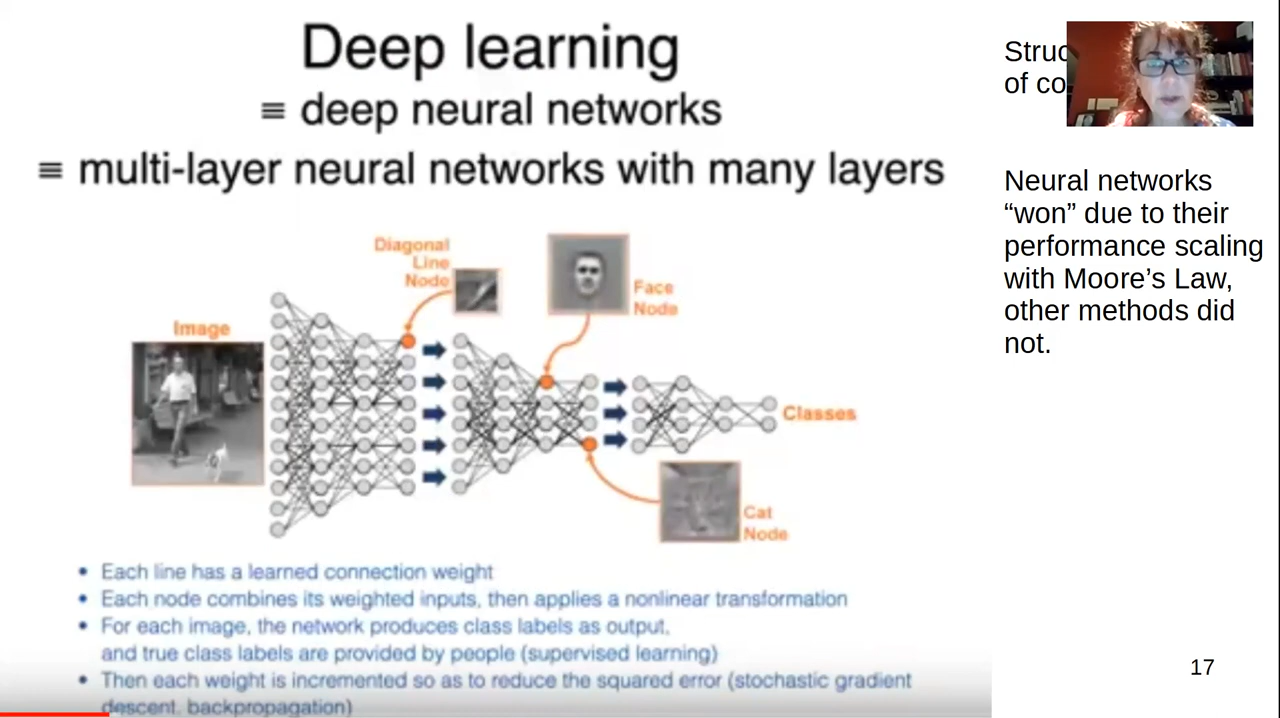 Deep learning
≡ deep neural networks
≡ multi-layer neural networks with many layers
Diagonal
Line
Node
Face
Node
Image
Classes
Cat
Node
• Each line has a learned connection weight
• Each node combines its weighted inputs, then applies a nonlinear transformation
• For each image, the network produces class labels as output,
and true class labels are provided by people (supervised learning)
• Then each weight is incremented so as to reduce the squared error (stochastic gradient
descent, backpropagation)
of
Neural networks
“won” due to their
performance scaling
with Moore’s Law,
other methods did
not.
17